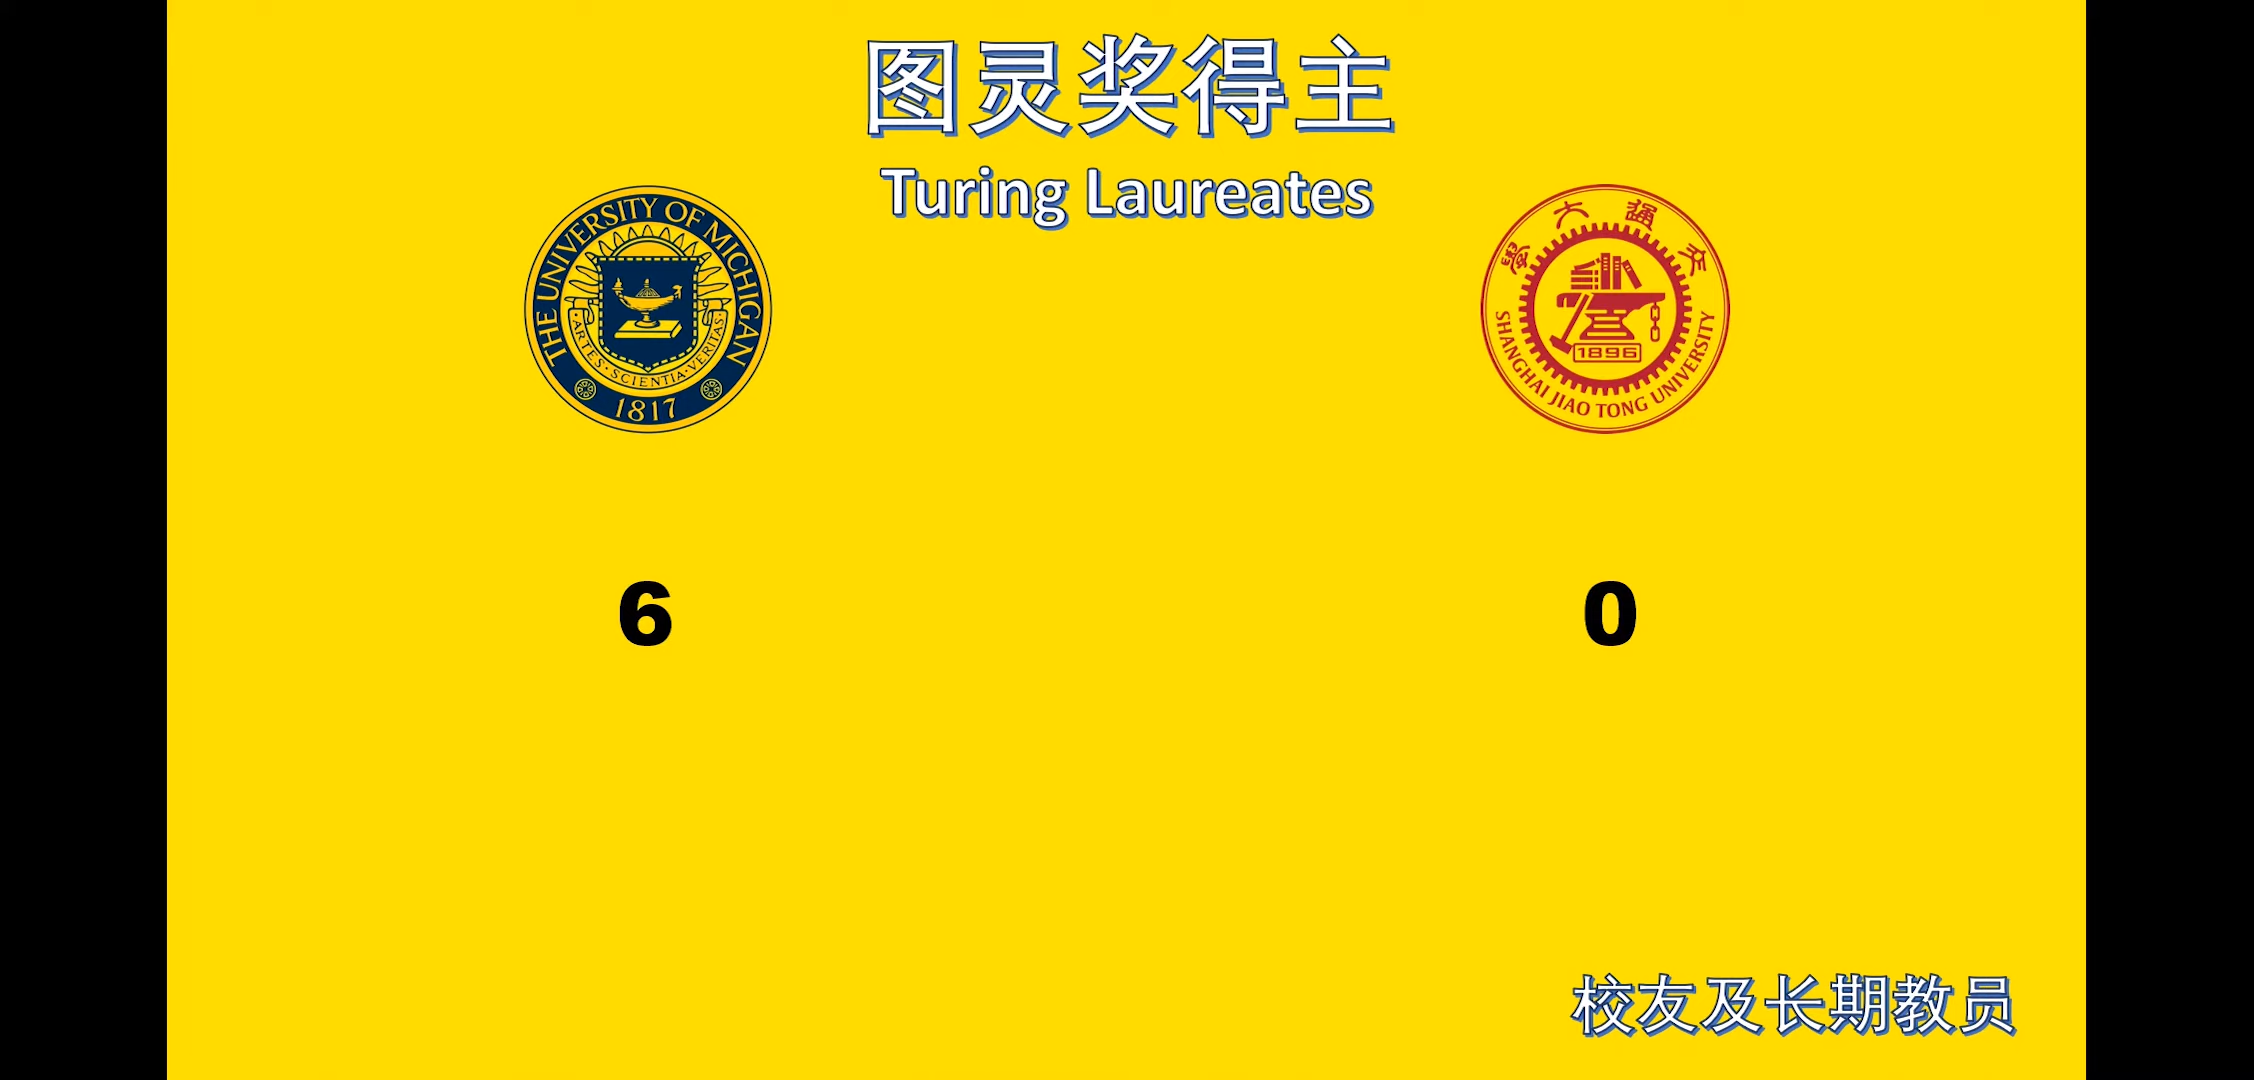 图灵奖得主
Turing Laureates
THE UNIVERSITY OF MICHIGAN
ARTES·SCIENTIA·VERITAS
1817
學大通交
1896
SHANGHAI JIAO TONG UNIVERSITY
6
0
校友及长期教员